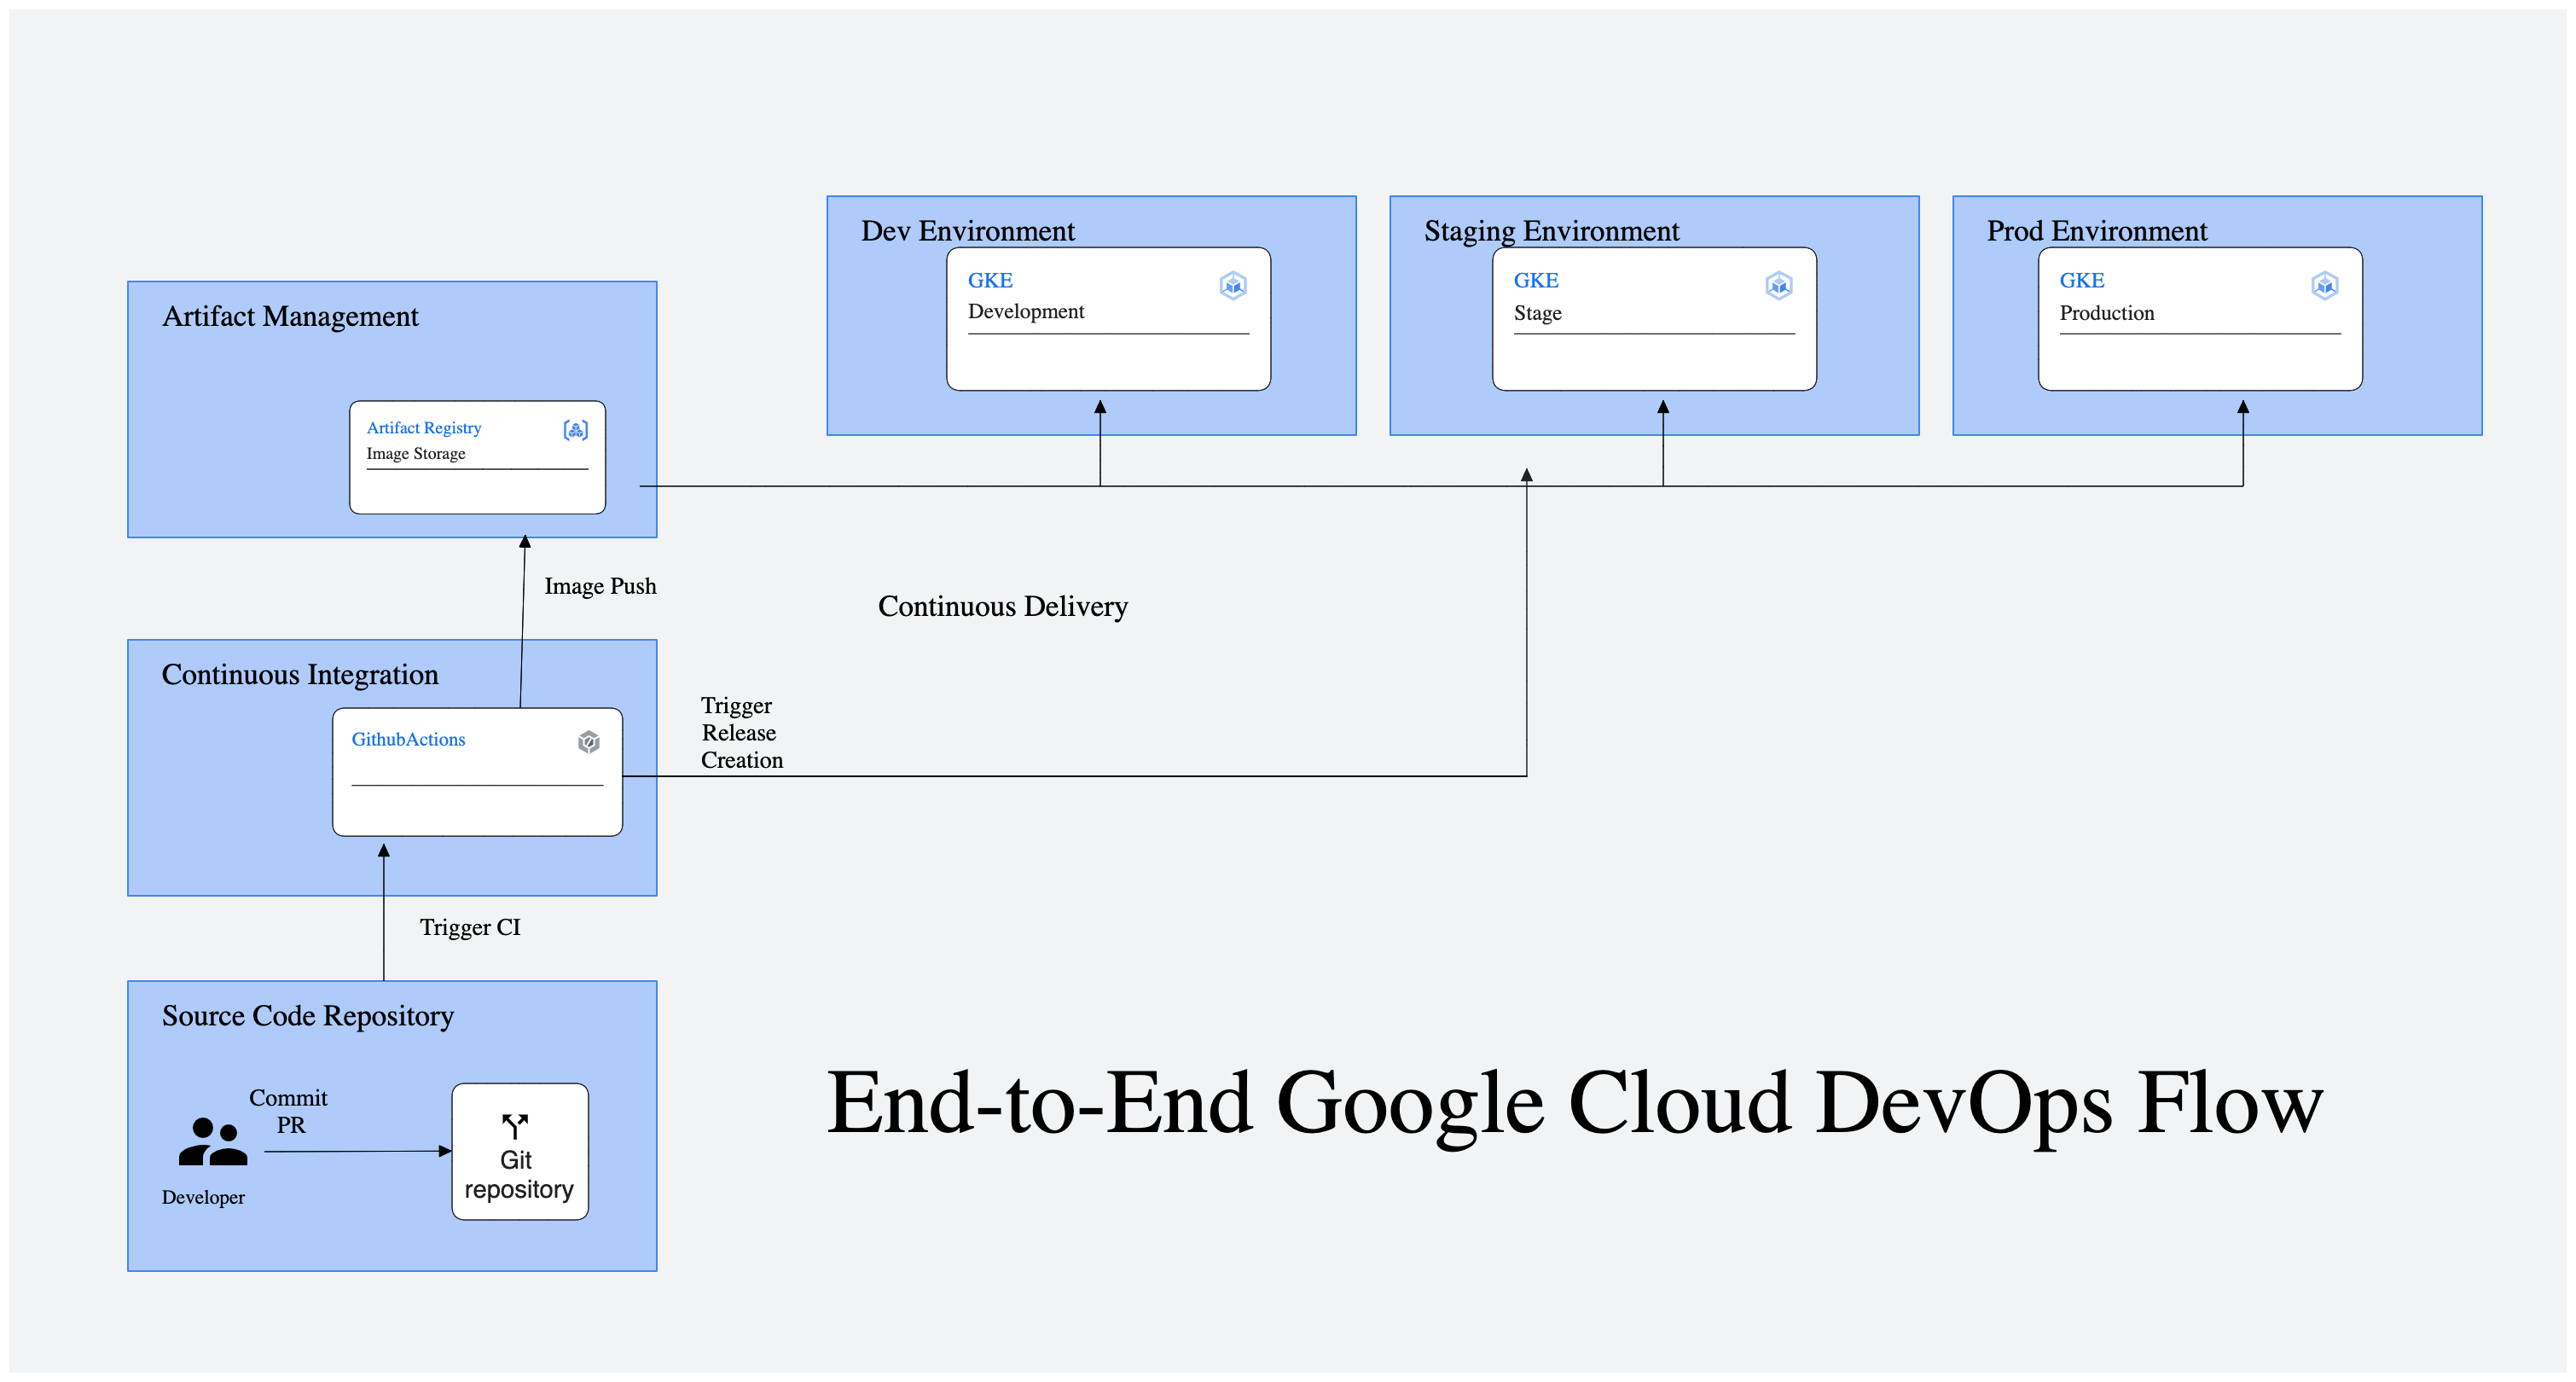 Dev Environment
GKE
Development
Staging Environment
GKE
Stage
Prod Environment
GKE
Production
Artifact Management
Artifact Registry
Image Storage
Image Push
Continuous Delivery
Continuous Integration
GithubActions
Trigger
Release
Creation
Trigger CI
Source Code Repository
Commit
PR
Developer
Git
repository
End-to-End Google Cloud DevOps Flow